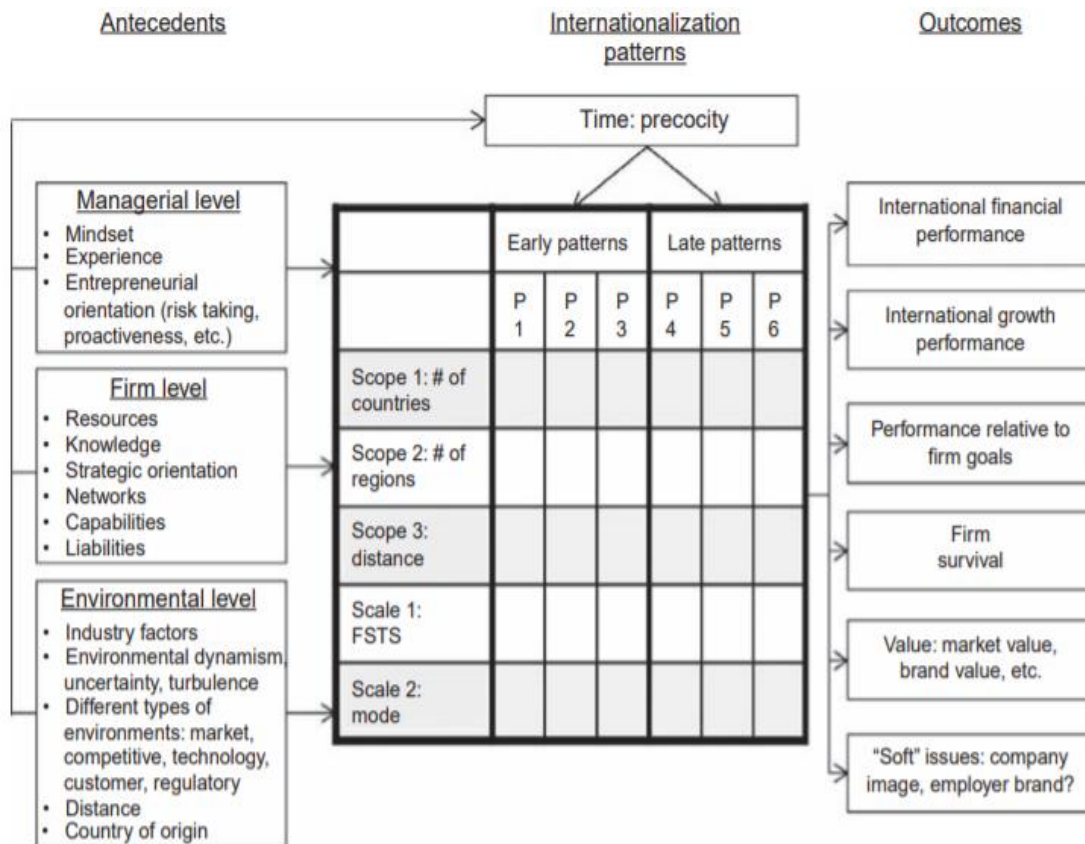 Antecedents
Internationalization
patterns
Outcomes
Time: precocity
Managerial level
• Mindset
• Experience
• Entrepreneurial
orientation (risk taking,
proactiveness, etc.)
Firm level
• Resources
• Knowledge
• Strategic orientation
• Networks
• Capabilities
• Liabilities
Environmental level
• Industry factors
• Environmental dynamism,
uncertainty, turbulence
• Different types of
environments: market,
competitive, technology,
customer, regulatory
• Distance
• Country of origin
Early patterns
Late patterns
P P P P P P
1 2 3 4 5 6
Scope 1: # of
countries
Scope 2: # of
regions
Scope 3:
distance
Scale 1:
FSTS
Scale 2:
mode
International financial
performance
International growth
performance
Performance relative to
firm goals
Firm
survival
Value: market value,
brand value, etc.
“Soft” issues: company
image, employer brand?